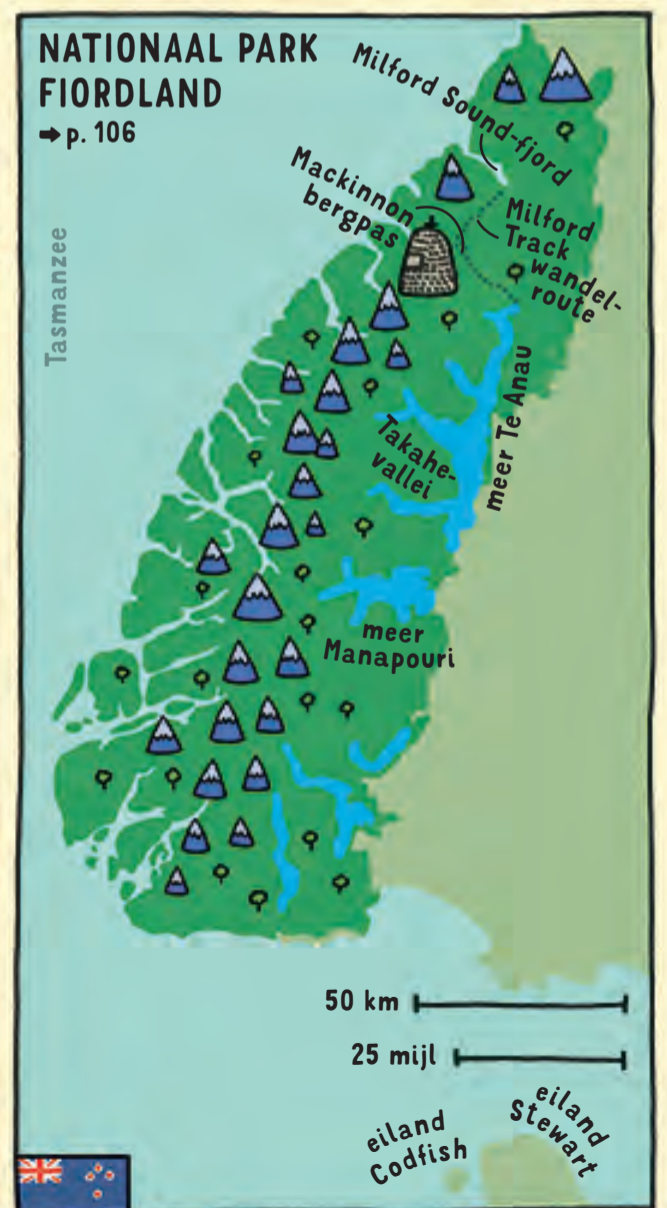 NATIONAAL PARK
FIORDLAND
➡ p. 106
Milford Sound-fjord
Mackinnon
bergpas
Milford
Track
wandel-
route
Tasmanzee
meer Te Anau
Takahe-
vallei
meer
Manapouri
50 km
25 mijl
eiland
Codfish
eiland
Stewart